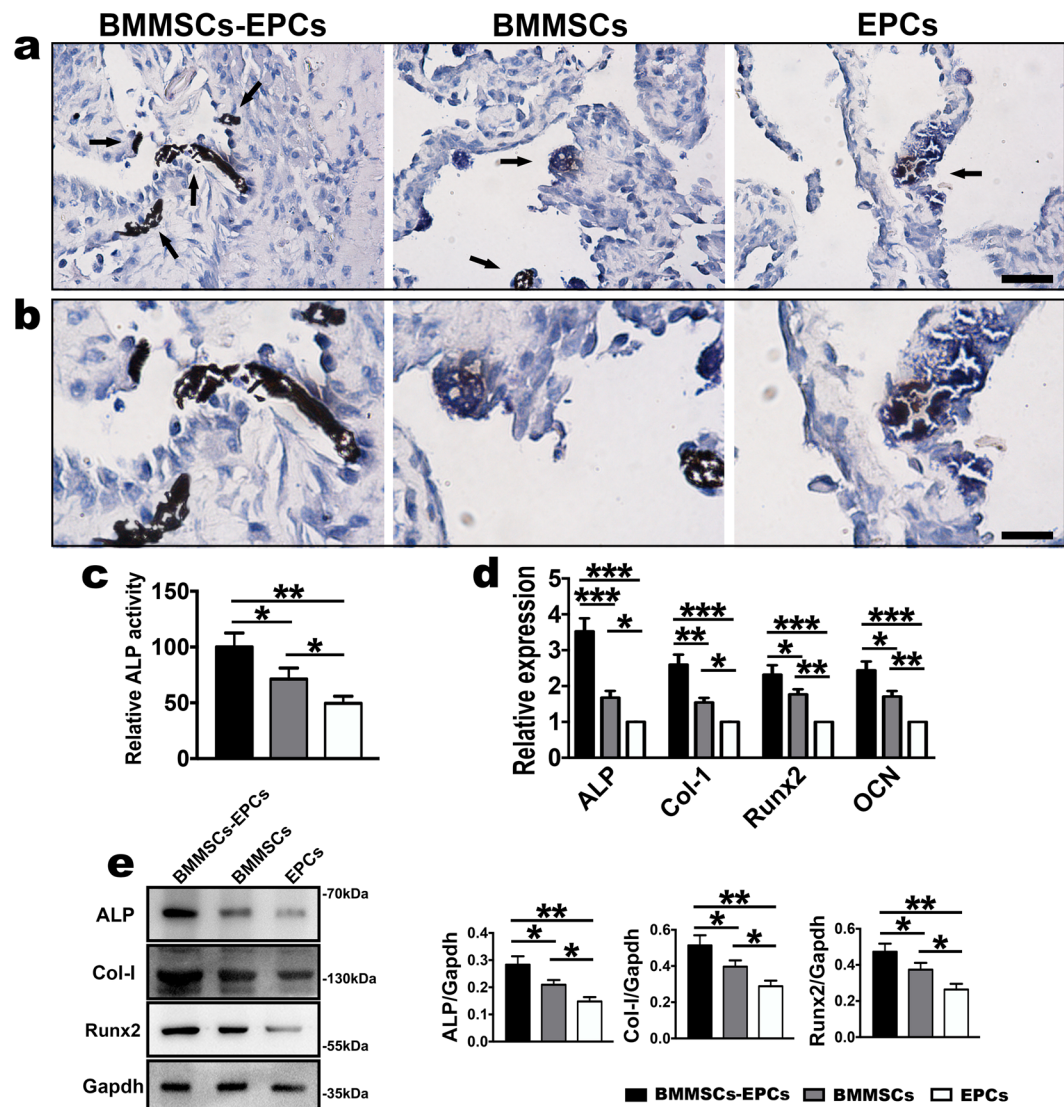 BMMSCs-EPCs BMMSCs EPCs
a
b
c
Relative ALP activity
150
100
50
0
**
*
*
d
Relative expression
5
4
3
2
1
0
***
***
*
***
**
*
***
*
**
***
*
**
ALP
Col-1
Runx2
OCN
e
BMMSCs-EPCs
BMMSCs
EPCs
ALP
-70kDa
Col-I
-130kDa
Runx2
-55kDa
Gapdh
-35kDa
ALP/Gapdh
0.4
0.3
0.2
0.1
0.0
**
*
*
Col-I/Gapdh
0.6
0.4
0.2
0.0
**
*
*
Runx2/Gapdh
0.6
0.4
0.2
0.0
**
*
*
BMMSCs-EPCs BMMSCs EPCs